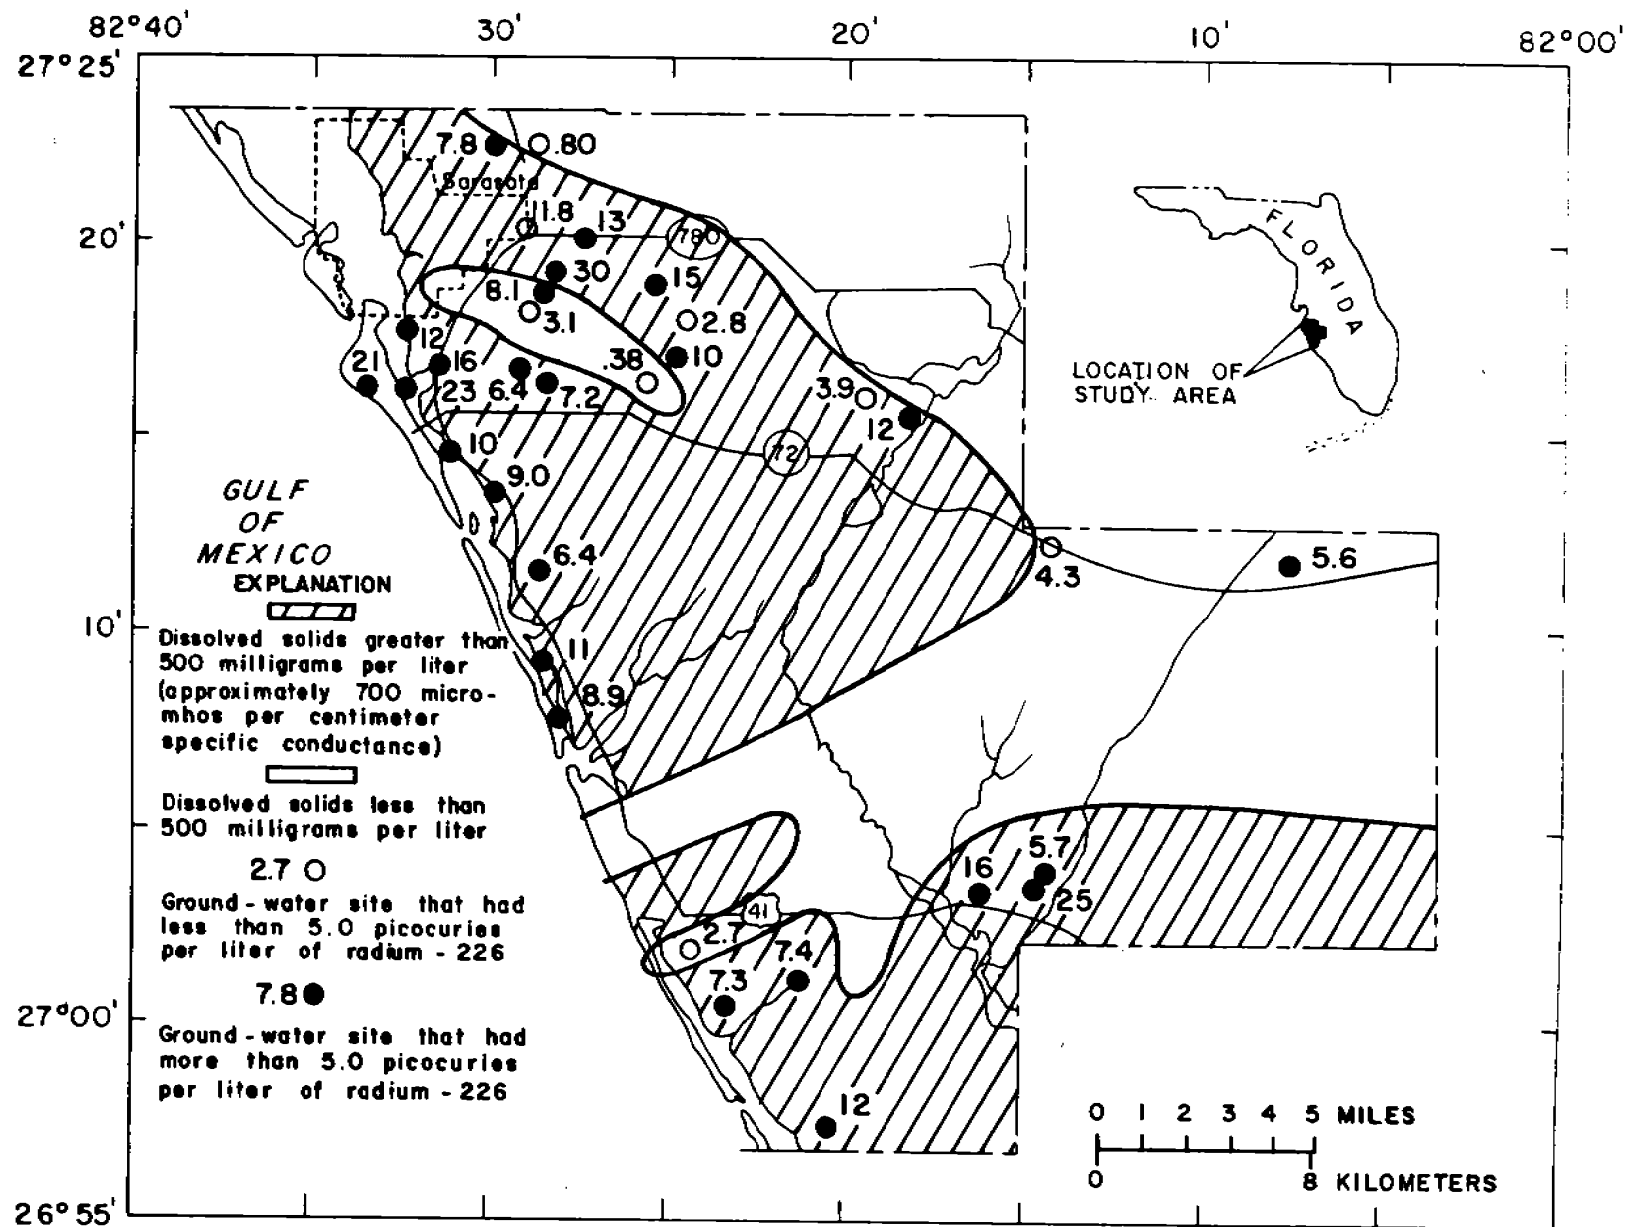 82°40' 30' 20' 10' 82°00'
27°25'
7.8 .80
Sarasota
11.8 13
20' 780
30 15
8.1
3.1 2.8
12
.38 10
21 16
23 6.4 7.2
3.9
12
10 72
9.0
6.4
4.3 5.6
10'
11
8.9
5.7
16
25
41
2.7
7.4
7.3
27°00'
12
26°55'
FLORIDA
LOCATION OF
STUDY AREA
GULF
OF
MEXICO
EXPLANATION
Dissolved solids greater than
500 milligrams per liter
(approximately 700 micro-
mhos per centimeter
specific conductance)
Dissolved solids less than
500 milligrams per liter
2.7
Ground-water site that had
less than 5.0 picocuries
per liter of radium-226
7.8
Ground-water site that had
more than 5.0 picocuries
per liter of radium-226
0 1 2 3 4 5 MILES
0 8 KILOMETERS